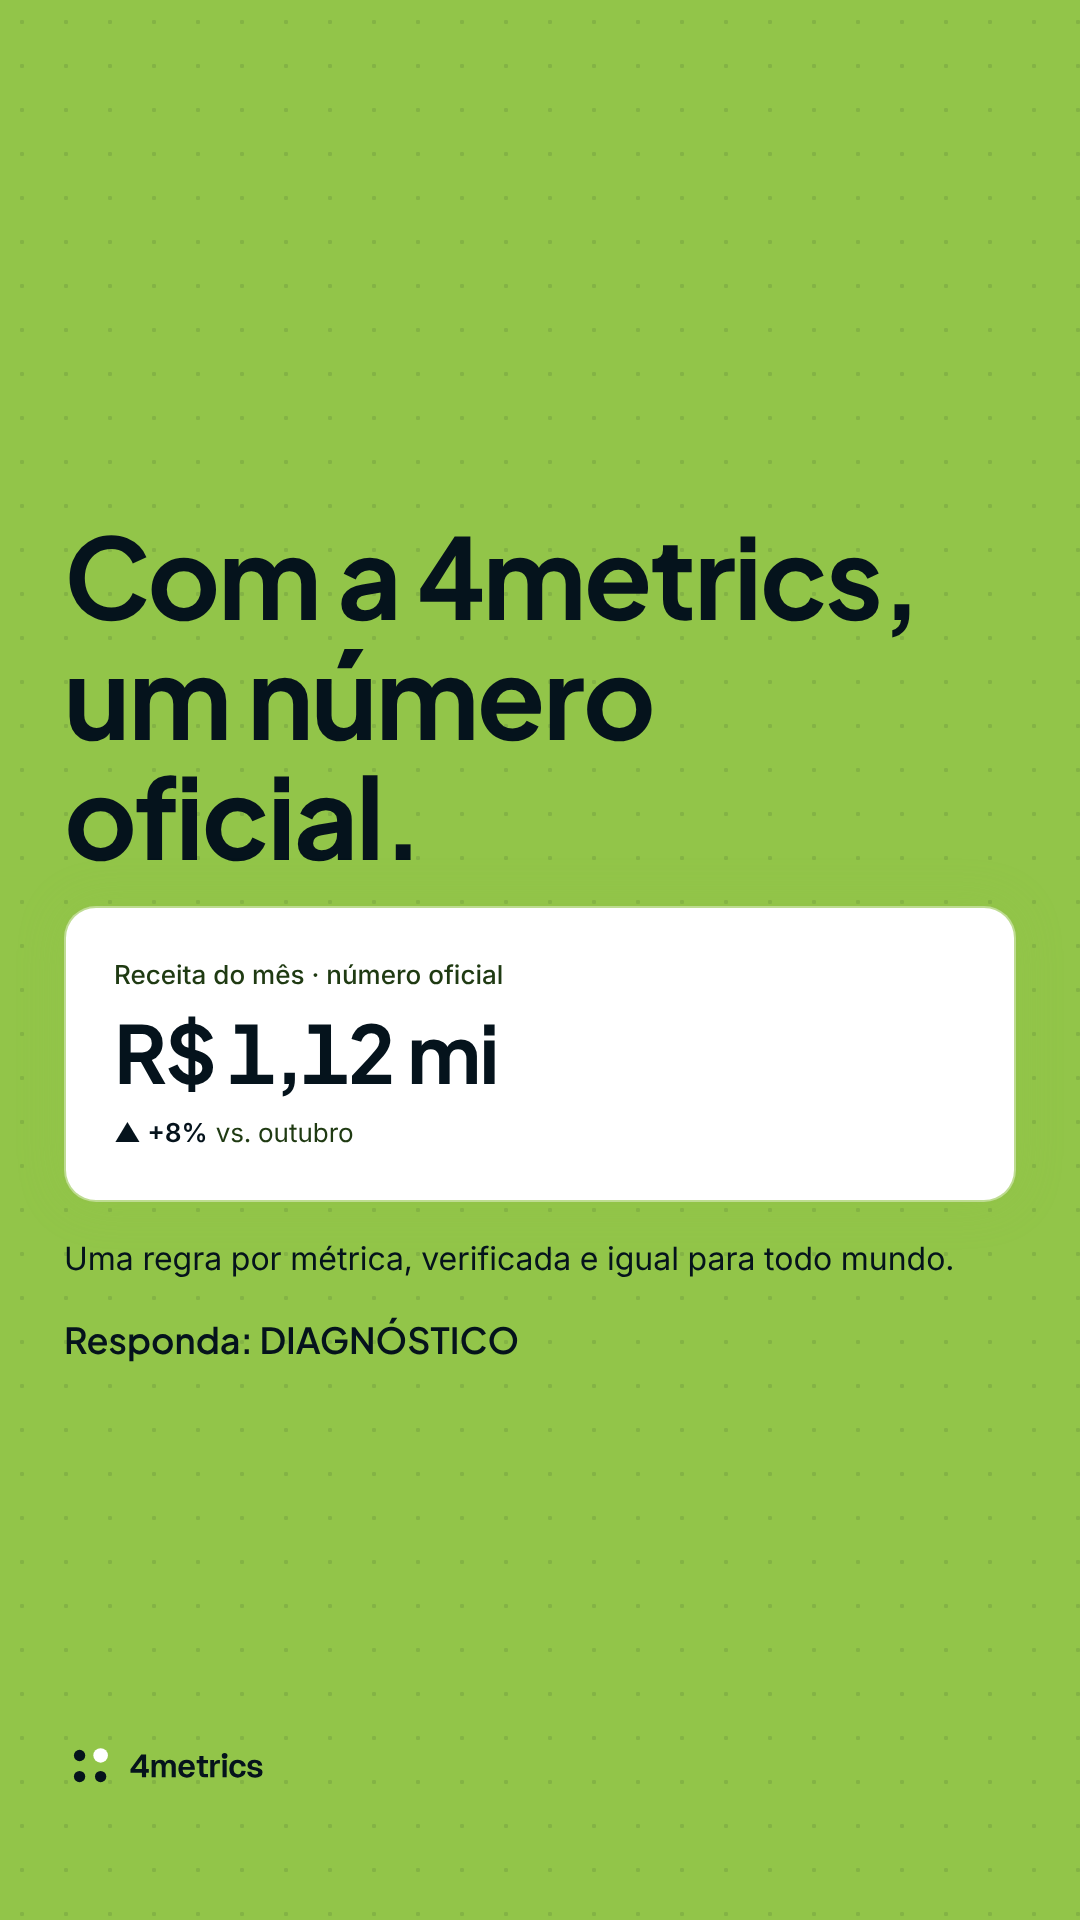 Com a 4metrics,
um número
oficial.
Receita do mês · número oficial
R$ 1,12 mi
▲ +8% vs. outubro
Uma regra por métrica, verificada e igual para todo mundo.
Responda: DIAGNÓSTICO
4metrics